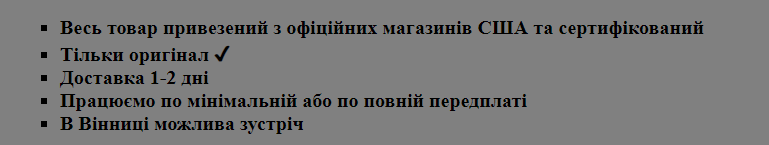 Весь товар привезений з офіційних магазинів США та сертифікований
Тільки оригінал ✔
Доставка 1-2 дні
Працюємо по мінімальній або по повній передплаті
В Вінниці можлива зустріч